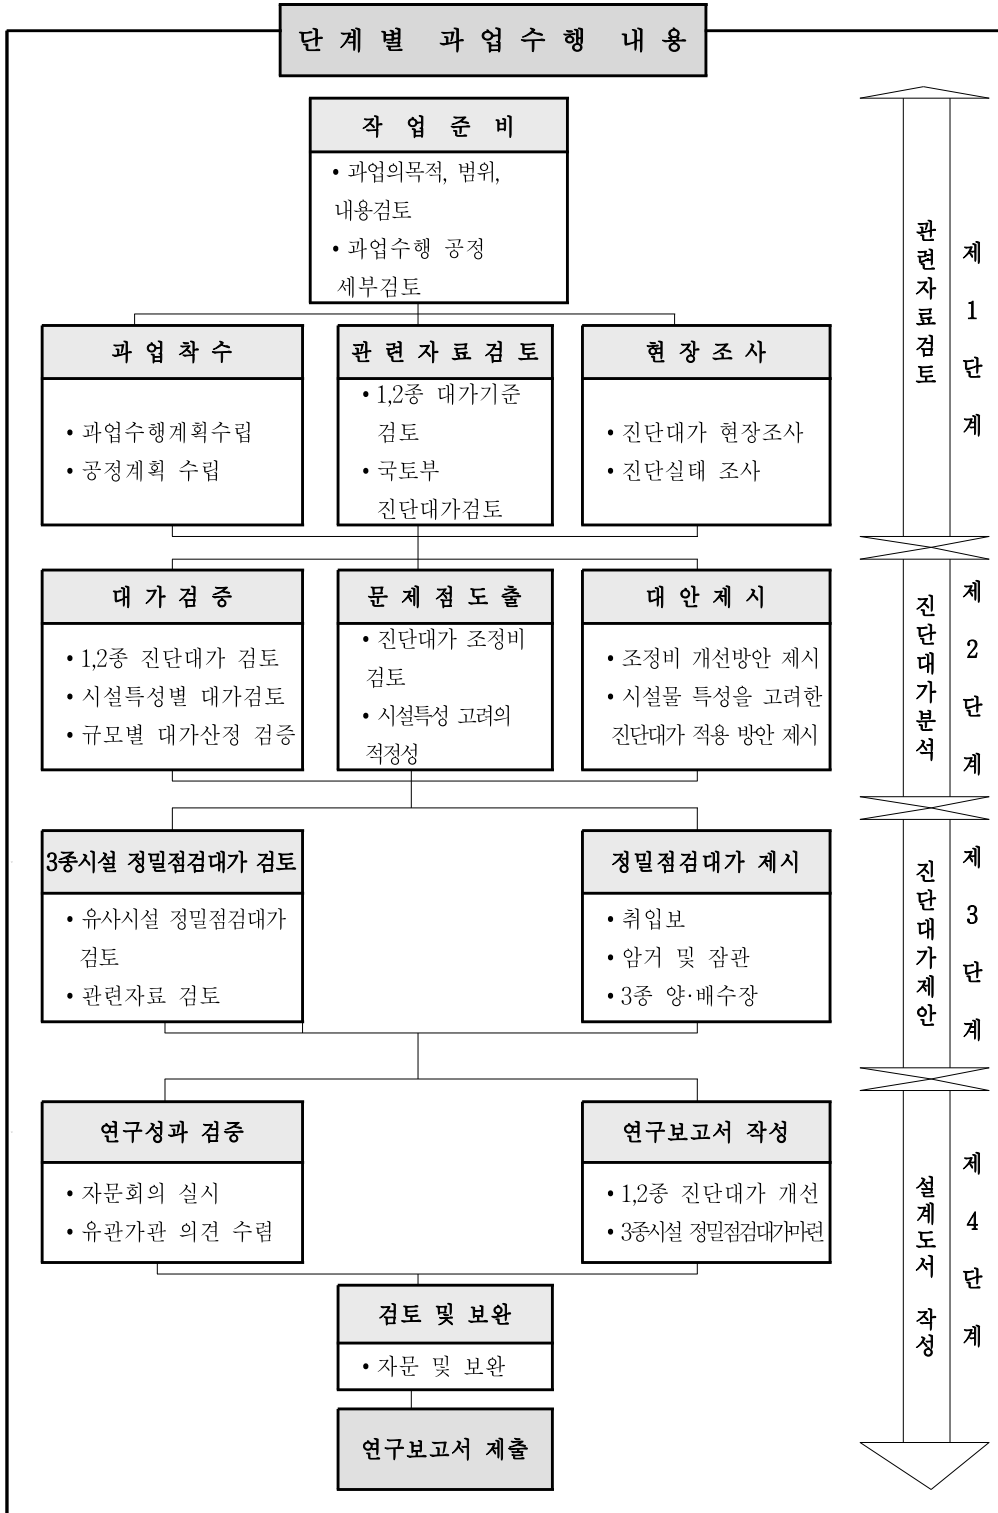 단계별 과업수행 내용
작업준비
• 과업의목적, 범위,
내용검토
• 과업수행 공정
세부검토
과업착수
• 과업수행계획수립
• 공정계획 수립
관련자료검토
• 1,2종 대가기준
검토
• 국토부
진단대가검토
현장조사
• 진단대가 현장조사
• 진단실태 조사
관련자료검토
제1단계
대가검증
• 1,2종 진단대가 검토
• 시설특성별 대가검토
• 규모별 대가산정 검증
문제점도출
• 진단대가 조정비
검토
• 시설특성 고려의
적정성
대안제시
• 조정비 개선방안 제시
• 시설물 특성을 고려한
진단대가 적용 방안 제시
진단대가분석
제2단계
3종시설 정밀점검대가 검토
• 유사시설 정밀점검대가
검토
• 관련자료 검토
정밀점검대가 제시
• 취입보
• 암거 및 잠관
• 3종 양·배수장
진단대가제안
제3단계
연구성과 검증
• 자문회의 실시
• 유관가관 의견 수렴
연구보고서 작성
• 1,2종 진단대가 개선
• 3종시설 정밀점검대가마련
설계도서 작성
제4단계
검토 및 보완
• 자문 및 보완
연구보고서 제출